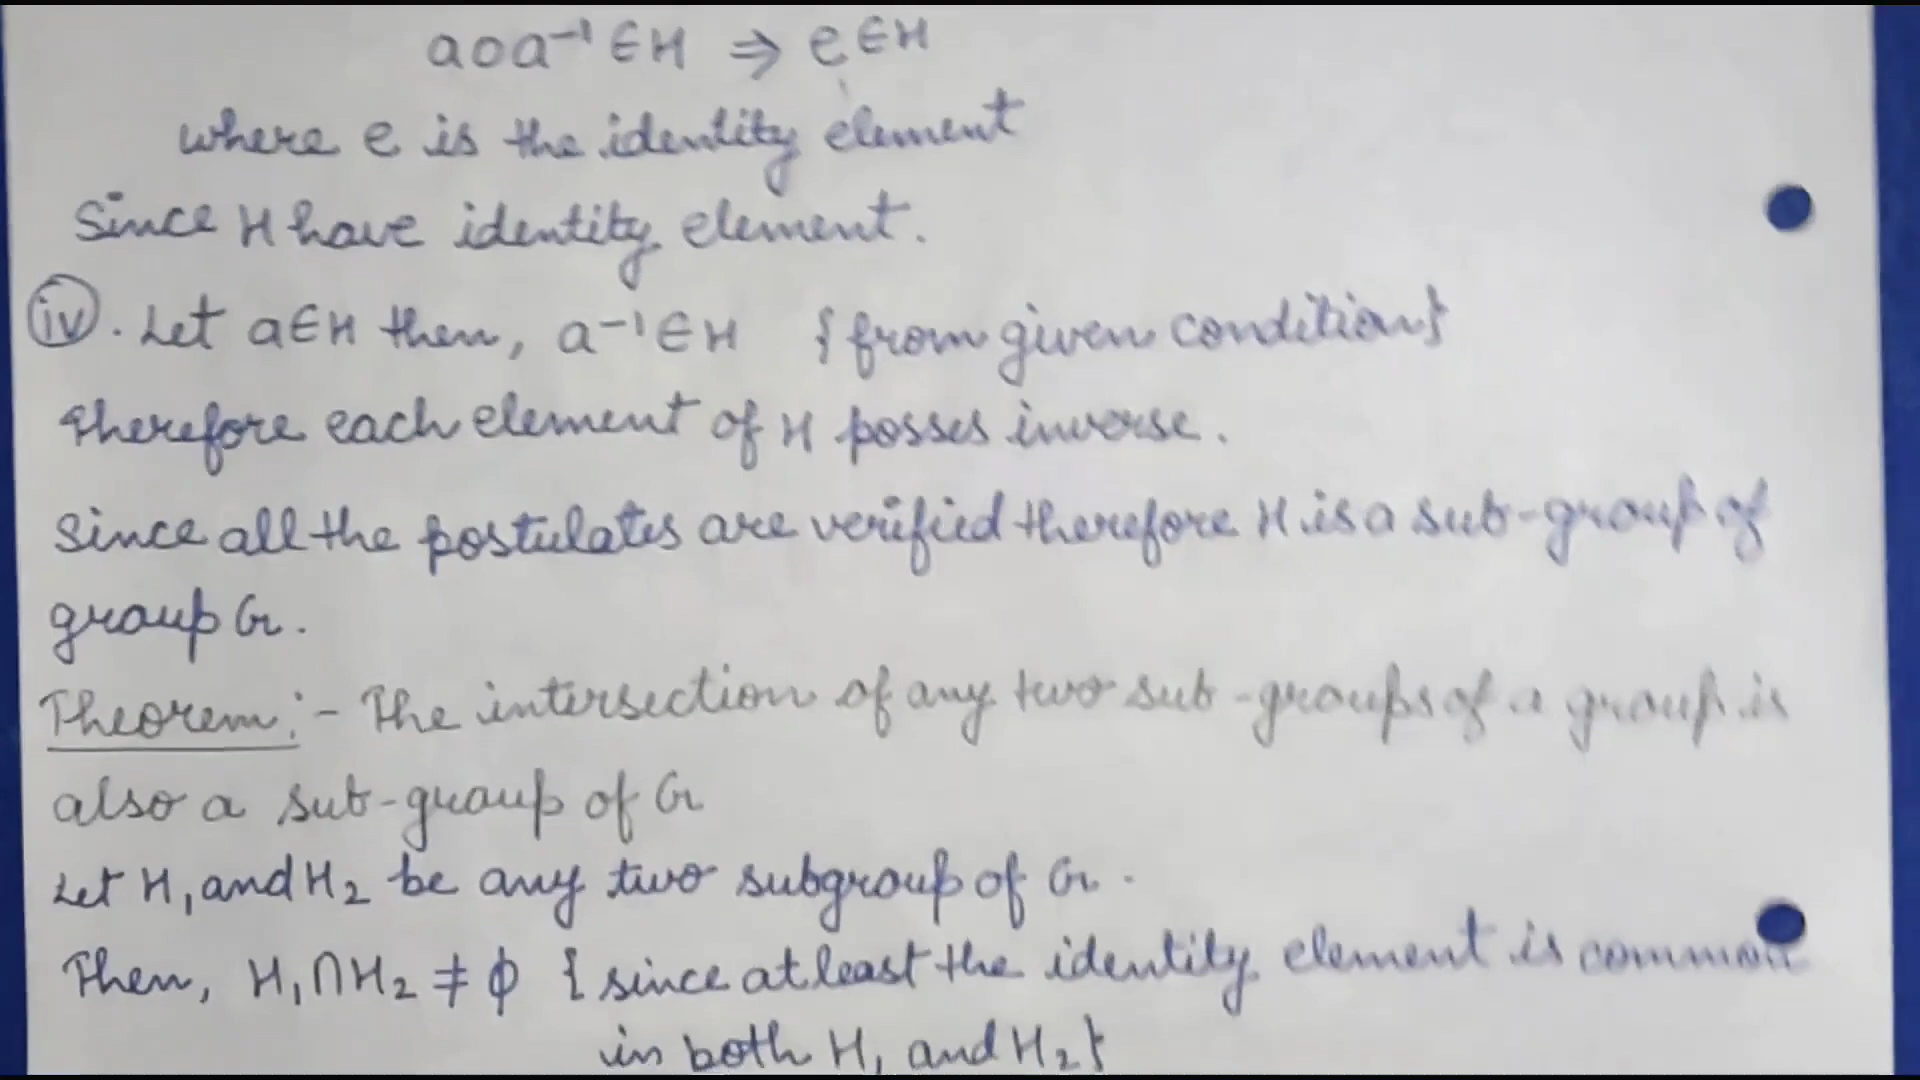 aoa⁻¹ ∈ H ⇒ e ∈ H
where e is the identity element
Since H have identity element.
(iv). Let a∈H then, a⁻¹∈H {from given condition}
Therefore each element of H posses inverse.
Since all the postulates are verified therefore H is a sub-group of
group G.
Theorem:- The intersection of any two sub-groups of a group is
also a sub-group of G
Let H₁ and H₂ be any two subgroup of G.
Then, H₁∩H₂ ≠ ϕ {since atleast the identity element is common
in both H₁ and H₂}